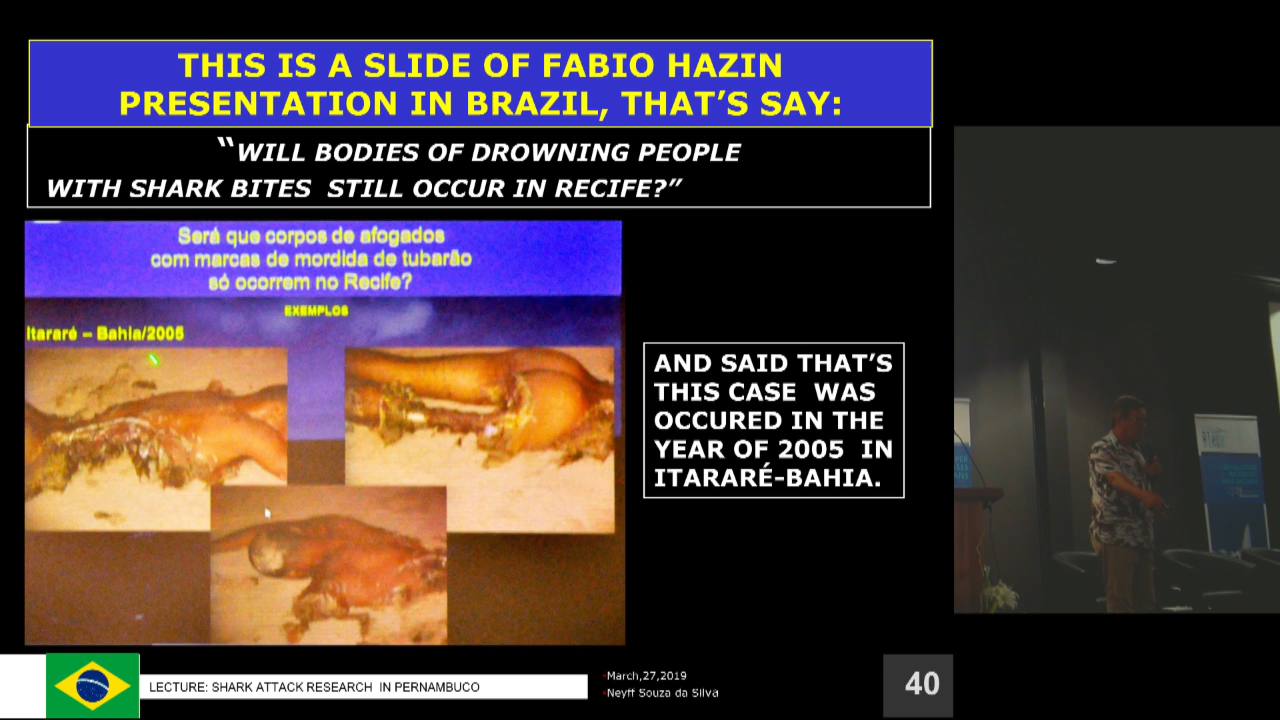 THIS IS A SLIDE OF FABIO HAZIN
PRESENTATION IN BRAZIL, THAT'S SAY:
"WILL BODIES OF DROWNING PEOPLE
WITH SHARK BITES STILL OCCUR IN RECIFE?"
Será que corpos de afogados
com marcas de mordida de tubarão
só ocorrem no Recife?
EXEMPLOS
Itararé – Bahia/2005
AND SAID THAT'S
THIS CASE WAS
OCCURED IN THE
YEAR OF 2005 IN
ITARARÉ-BAHIA.
LECTURE: SHARK ATTACK RESEARCH IN PERNAMBUCO
March,27,2019
Neyff Souza da Silva
40